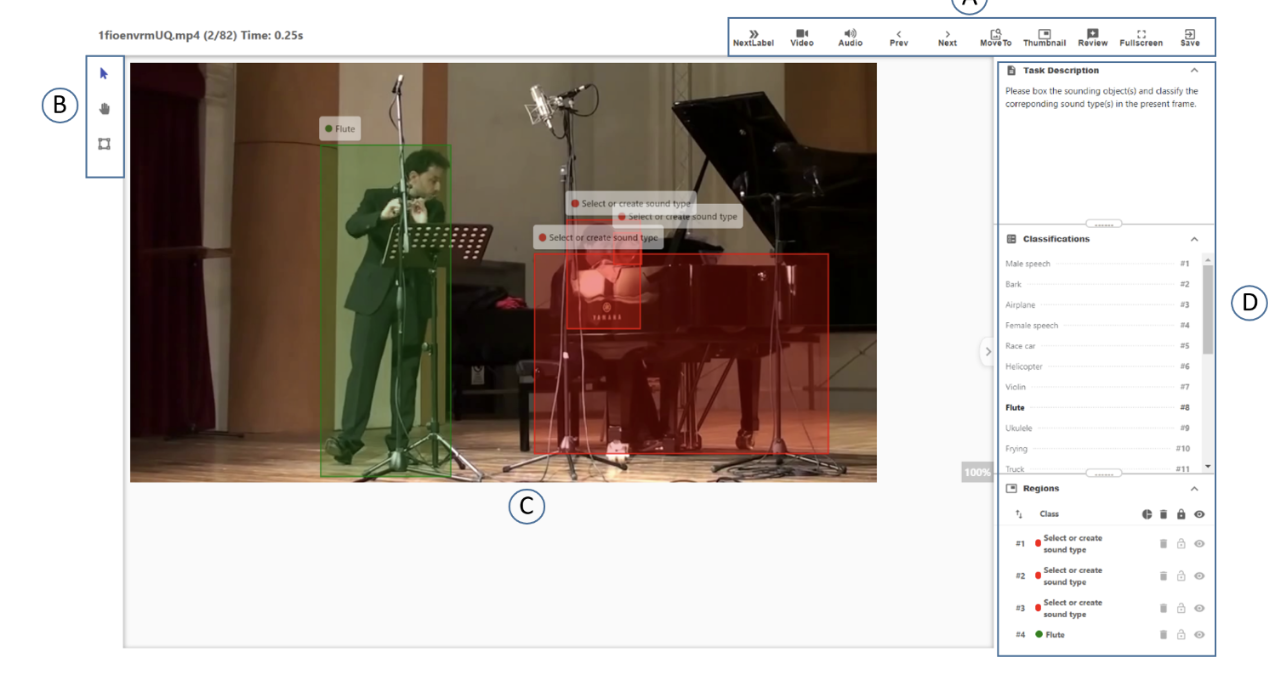 A
1fioenvrmUQ.mp4 (2/82) Time: 0.25s
NextLabel Video Audio Prev Next MoveTo Thumbnail Review Fullscreen Save
B
Flute
Select or create sound type
Select or create sound type
Select or create sound type
YAMAHA
100%
C
Task Description
Please box the sounding object(s) and classify the
correponding sound type(s) in the present frame.
Classifications
Male speech #1
Bark #2
Airplane #3
Female speech #4
Race car #5
Helicopter #6
Violin #7
Flute #8
Ukulele #9
Frying #10
Truck #11
D
Regions
Class
#1 Select or create
sound type
#2 Select or create
sound type
#3 Select or create
sound type
#4 Flute